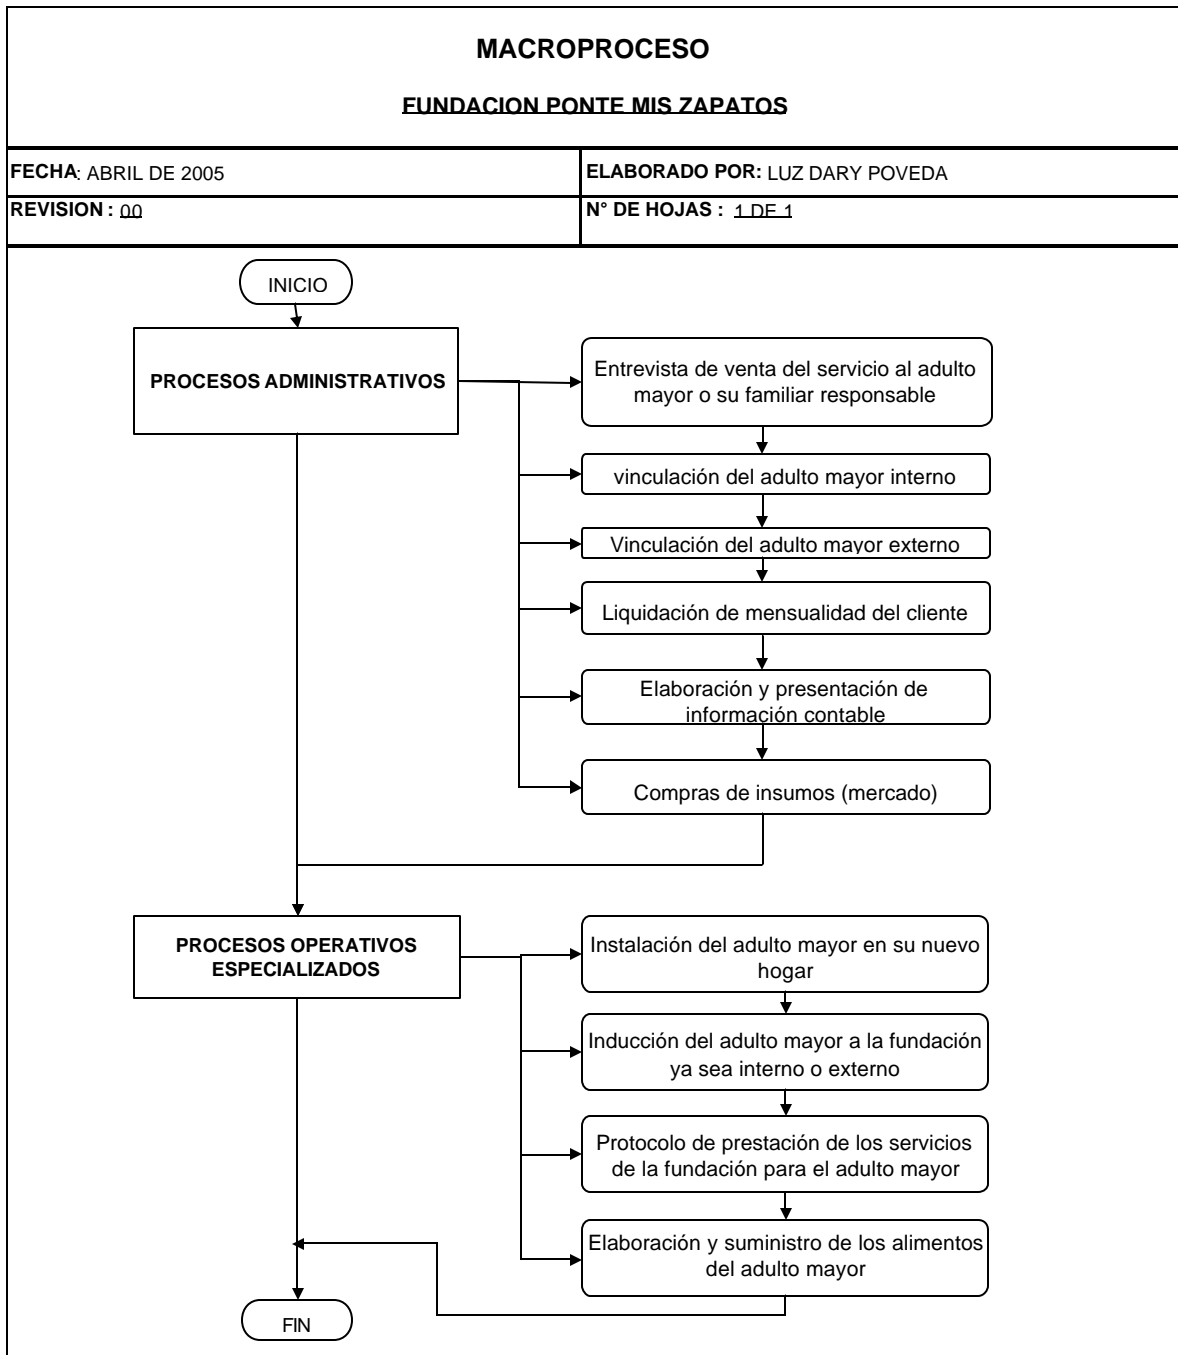 MACROPROCESO
FUNDACION PONTE MIS ZAPATOS
FECHA: ABRIL DE 2005
ELABORADO POR: LUZ DARY POVEDA
REVISION : 00
N° DE HOJAS : 1 DE 1
INICIO
PROCESOS ADMINISTRATIVOS
Entrevista de venta del servicio al adulto
mayor o su familiar responsable
vinculación del adulto mayor interno
Vinculación del adulto mayor externo
Liquidación de mensualidad del cliente
Elaboración y presentación de
información contable
Compras de insumos (mercado)
PROCESOS OPERATIVOS
ESPECIALIZADOS
Instalación del adulto mayor en su nuevo
hogar
Inducción del adulto mayor a la fundación
ya sea interno o externo
Protocolo de prestación de los servicios
de la fundación para el adulto mayor
Elaboración y suministro de los alimentos
del adulto mayor
FIN